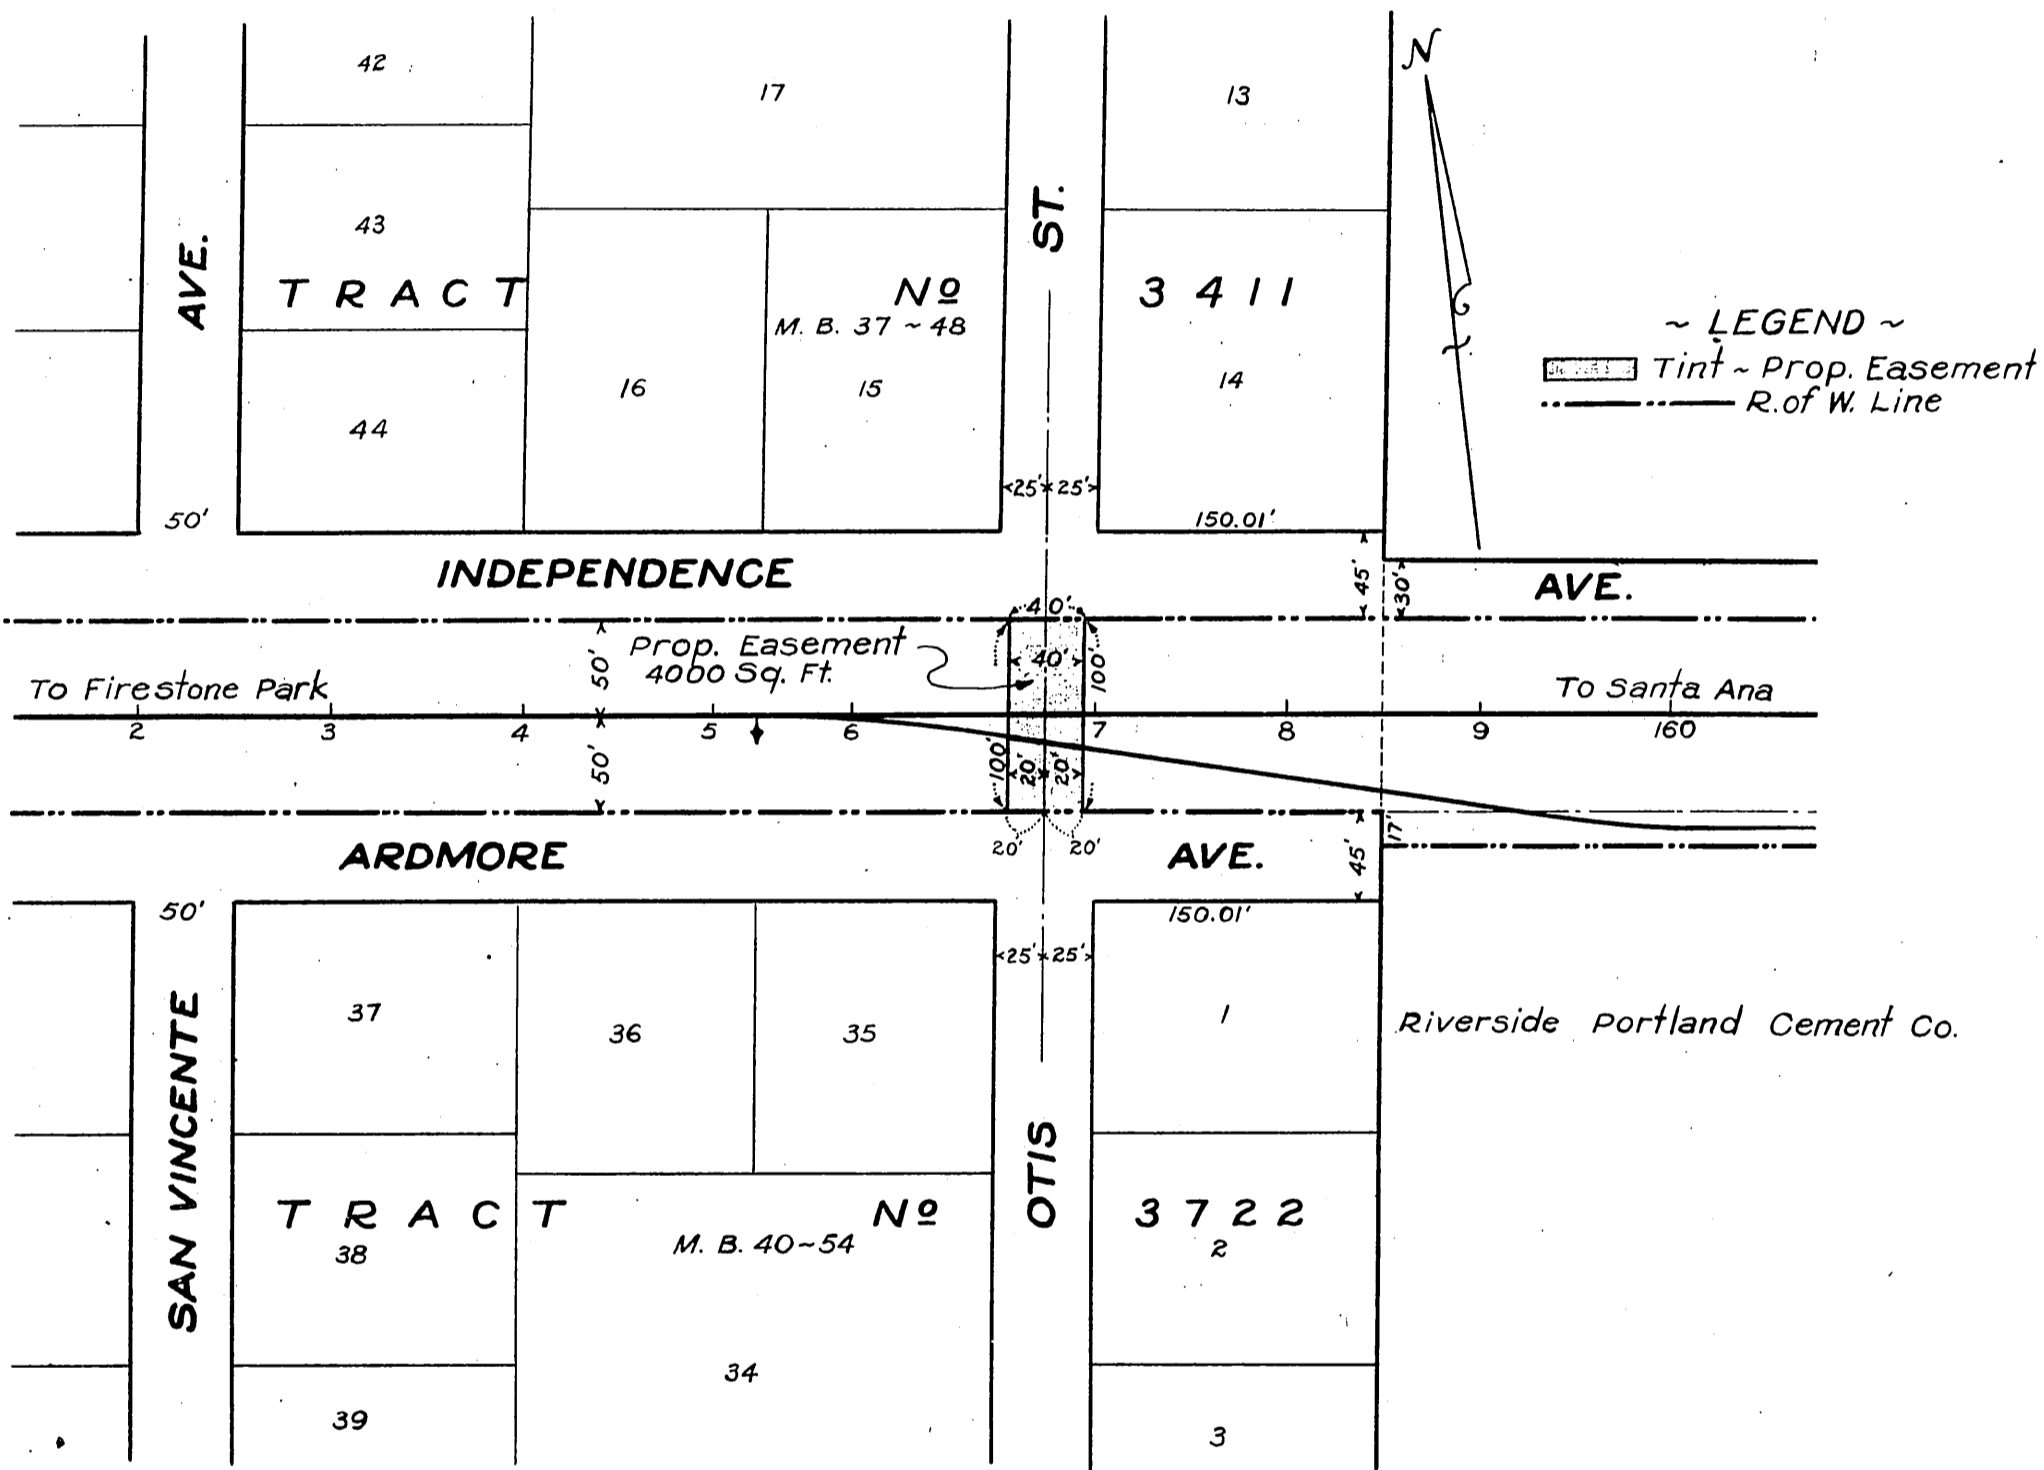 42
17
13
N
43
AVE.
ST.
TRACT No 3411
M. B. 37 ~ 48
~ LEGEND ~
Tint ~ Prop. Easement
R. of W. Line
44
16
15
14
25' 25'
50'
150.01'
INDEPENDENCE AVE.
45'
30'
40'
Prop. Easement
4000 Sq. Ft.
50'
40'
100'
To Firestone Park
To Santa Ana
2 3 4 5 6 7 8 9 160
50'
100'
20' 20'
20' 20'
ARDMORE AVE.
45'
17'
50'
150.01'
25' 25'
37
36
35
1
Riverside Portland Cement Co.
SAN VINCENTE
OTIS
TRACT No 3722
38
M. B. 40~54
2
34
39
3